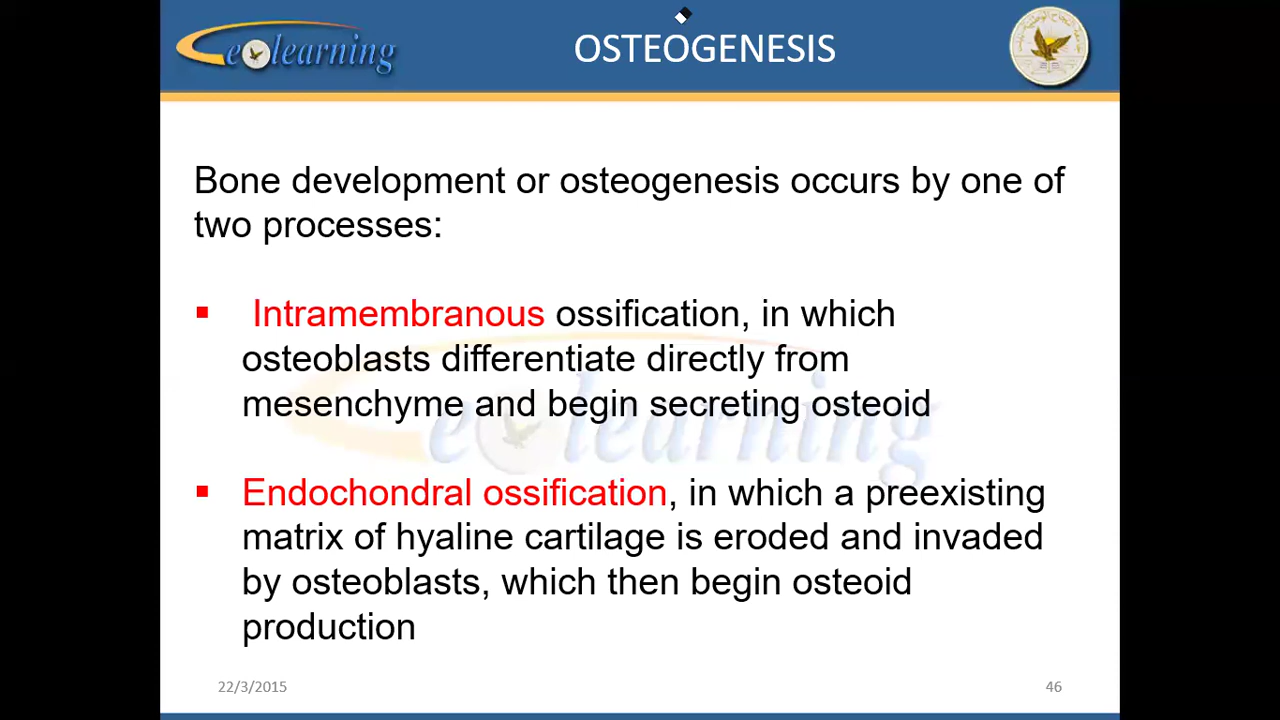 elearning
OSTEOGENESIS
Bone development or osteogenesis occurs by one of
two processes:
▪ Intramembranous ossification, in which
osteoblasts differentiate directly from
mesenchyme and begin secreting osteoid
▪ Endochondral ossification, in which a preexisting
matrix of hyaline cartilage is eroded and invaded
by osteoblasts, which then begin osteoid
production
elearning
22/3/2015
46